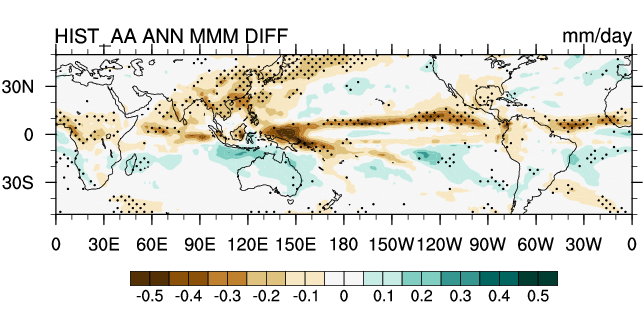 HIST_AA ANN MMM DIFF mm/day
30N
0
30S
0 30E 60E 90E 120E 150E 180 150W 120W 90W 60W 30W 0
-0.5 -0.4 -0.3 -0.2 -0.1 0 0.1 0.2 0.3 0.4 0.5